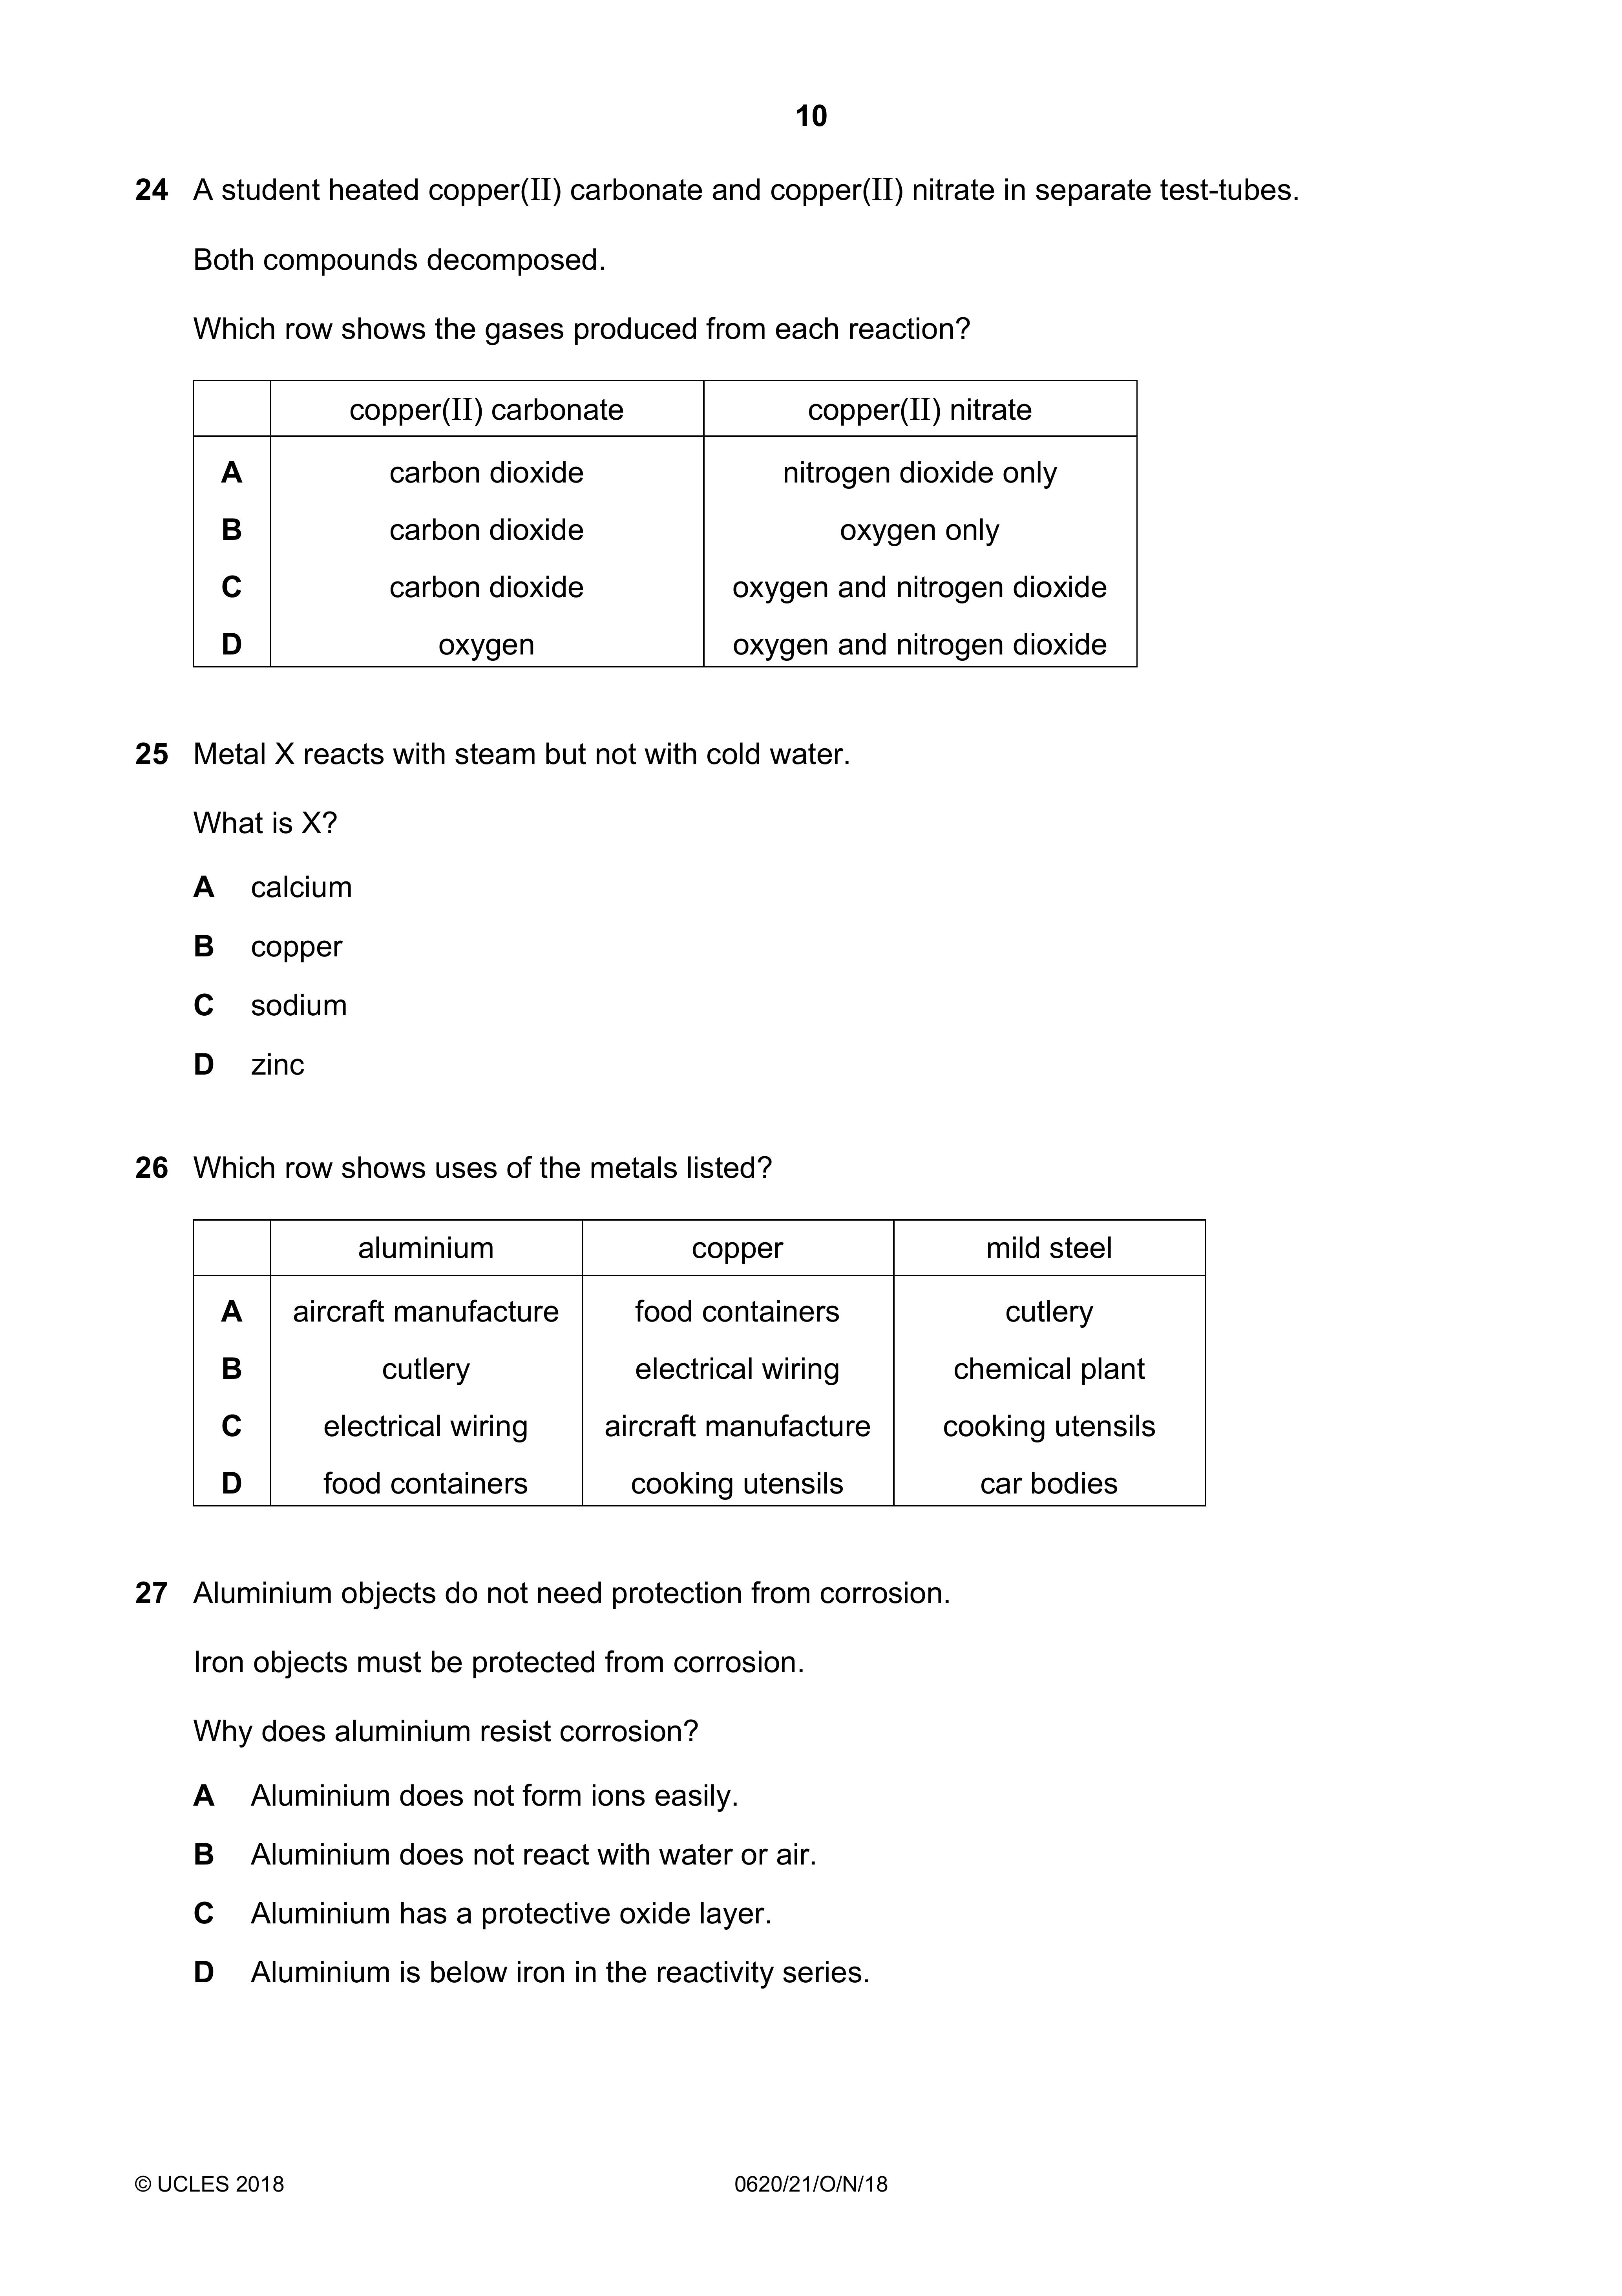 10
24 A student heated copper(II) carbonate and copper(II) nitrate in separate test-tubes.
Both compounds decomposed.
Which row shows the gases produced from each reaction?
copper(II) carbonate copper(II) nitrate
A carbon dioxide nitrogen dioxide only
B carbon dioxide oxygen only
C carbon dioxide oxygen and nitrogen dioxide
D oxygen oxygen and nitrogen dioxide
25 Metal X reacts with steam but not with cold water.
What is X?
A calcium
B copper
C sodium
D zinc
26 Which row shows uses of the metals listed?
aluminium copper mild steel
A aircraft manufacture food containers cutlery
B cutlery electrical wiring chemical plant
C electrical wiring aircraft manufacture cooking utensils
D food containers cooking utensils car bodies
27 Aluminium objects do not need protection from corrosion.
Iron objects must be protected from corrosion.
Why does aluminium resist corrosion?
A Aluminium does not form ions easily.
B Aluminium does not react with water or air.
C Aluminium has a protective oxide layer.
D Aluminium is below iron in the reactivity series.
© UCLES 2018 0620/21/O/N/18